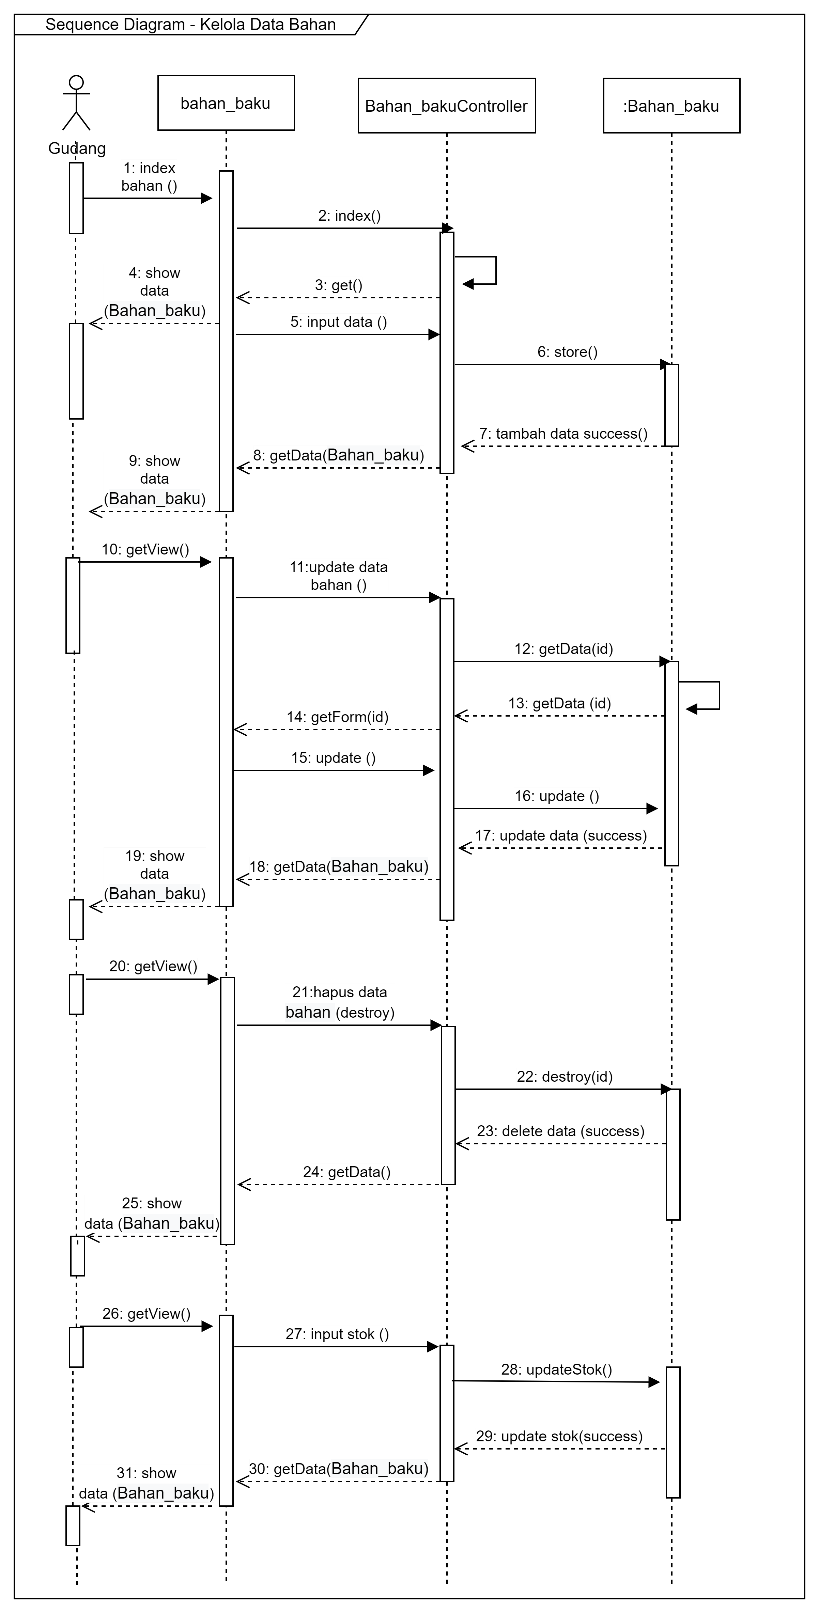 Sequence Diagram - Kelola Data Bahan
bahan_baku
Bahan_bakuController
:Bahan_baku
Gudang
1: index
bahan ()
2: index()
3: get()
4: show
data
(Bahan_baku)
5: input data ()
6: store()
7: tambah data success()
8: getData(Bahan_baku)
9: show
data
(Bahan_baku)
10: getView()
11:update data
bahan ()
12: getData(id)
13: getData (id)
14: getForm(id)
15: update ()
16: update ()
17: update data (success)
18: getData(Bahan_baku)
19: show
data
(Bahan_baku)
20: getView()
21:hapus data
bahan (destroy)
22: destroy(id)
23: delete data (success)
24: getData()
25: show
data (Bahan_baku)
26: getView()
27: input stok ()
28: updateStok()
29: update stok(success)
30: getData(Bahan_baku)
31: show
data (Bahan_baku)